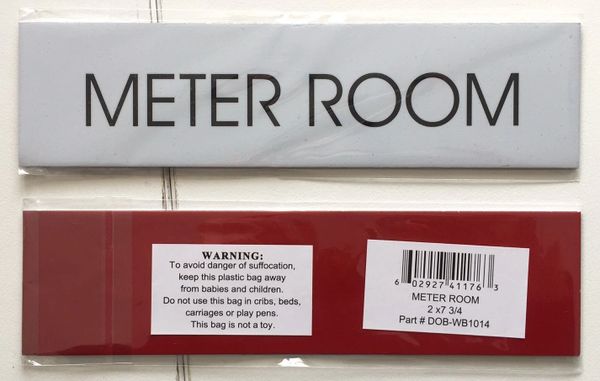 METER ROOM
WARNING:
To avoid danger of suffocation,
keep this plastic bag away
from babies and children.
Do not use this bag in cribs, beds,
carriages or play pens.
This bag is not a toy.
6 02927 41176 3
METER ROOM
2 x7 3/4
Part # DOB-WB1014